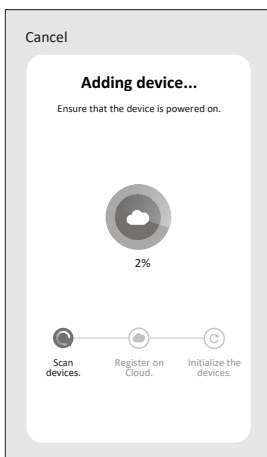 Cancel
Adding device...
Ensure that the device is powered on.
2%
Scan Register on Initialize the
devices. Cloud. devices.